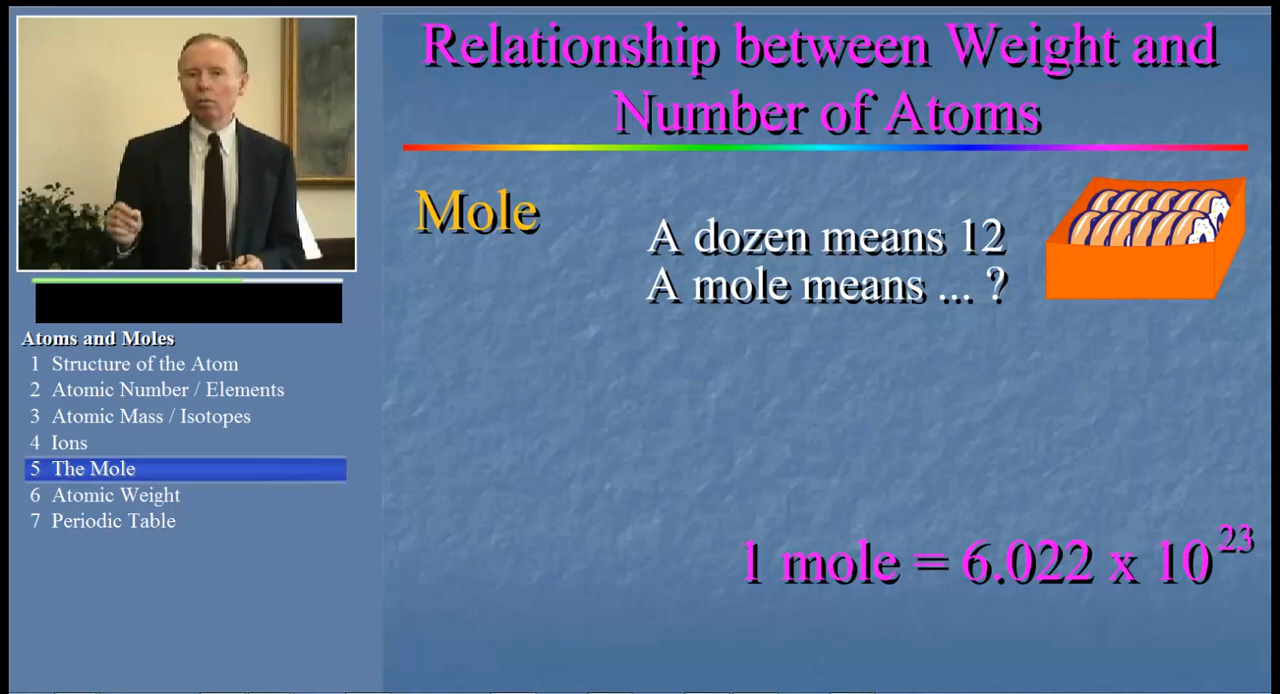 Relationship between Weight and
Number of Atoms
Mole
A dozen means 12
A mole means ... ?
1 mole = 6.022 x 10²³
Atoms and Moles
1 Structure of the Atom
2 Atomic Number / Elements
3 Atomic Mass / Isotopes
4 Ions
5 The Mole
6 Atomic Weight
7 Periodic Table